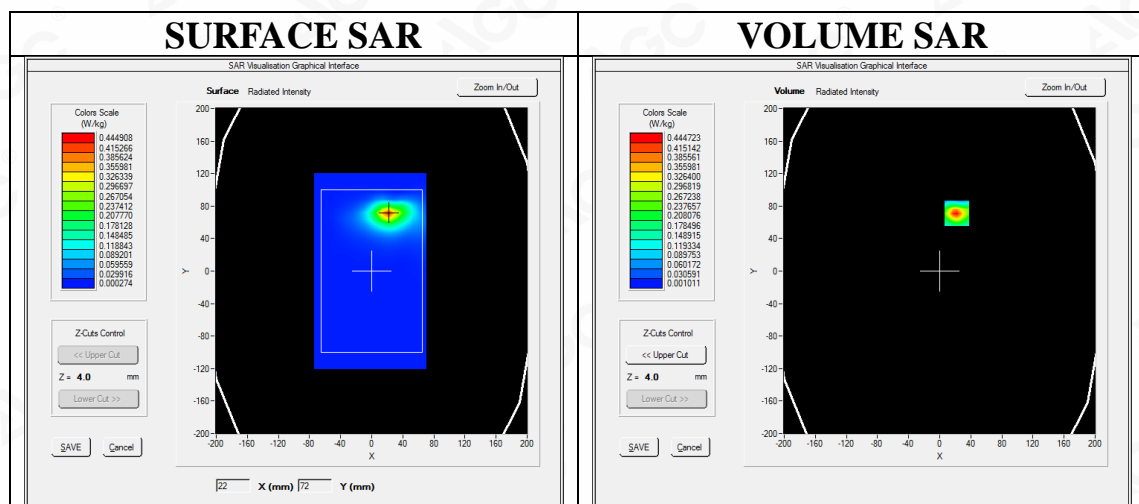 SURFACE SAR
SAR Visualisation Graphical Interface
Surface Radiated Intensity
Zoom In/Out
Colors Scale
(W/kg)
0.444908
0.415266
0.385624
0.355981
0.326339
0.296697
0.267054
0.237412
0.207770
0.178128
0.148485
0.118843
0.089201
0.059559
0.029916
0.000274
Z-Cuts Control
<< Upper Cut
Z = 4.0 mm
Lower Cut >>
SAVE Cancel
200
160
120
80
40
0
-40
-80
-120
-160
-200
Y
-200 -160 -120 -80 -40 0 40 80 120 160 200
X
22 X (mm) 72 Y (mm)
VOLUME SAR
SAR Visualisation Graphical Interface
Volume Radiated Intensity
Zoom In/Out
Colors Scale
(W/kg)
0.444723
0.415142
0.385561
0.355981
0.326400
0.296819
0.267238
0.237657
0.208076
0.178496
0.148915
0.119334
0.089753
0.060172
0.030591
0.001011
Z-Cuts Control
<< Upper Cut
Z = 4.0 mm
Lower Cut >>
SAVE Cancel
200
160
120
80
40
0
-40
-80
-120
-160
-200
Y
-200 -160 -120 -80 -40 0 40 80 120 160 200
X